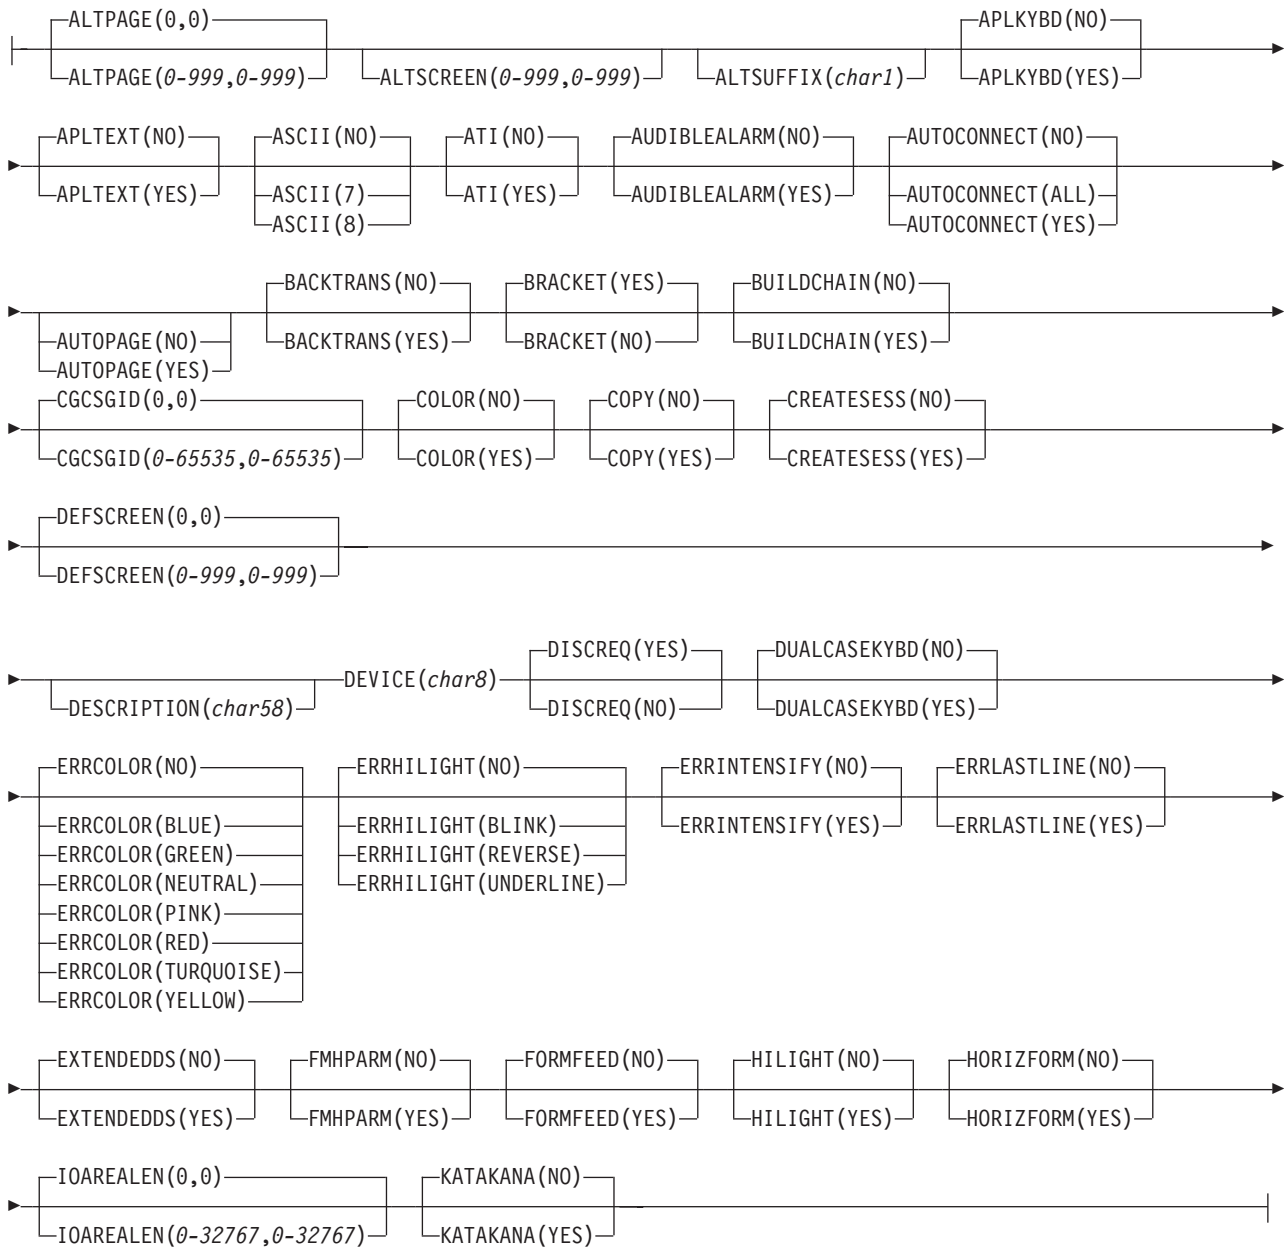 ALTPAGE(0,0) APLKYBD(NO)
ALTPAGE(0-999,0-999) ALTSCREEN(0-999,0-999) ALTSUFFIX(char1) APLKYBD(YES)
APLTEXT(NO) ASCII(NO) ATI(NO) AUDIBLEALARM(NO) AUTOCONNECT(NO)
APLTEXT(YES) ASCII(7) ATI(YES) AUDIBLEALARM(YES) AUTOCONNECT(ALL)
ASCII(8) AUTOCONNECT(YES)
BACKTRANS(NO) BRACKET(YES) BUILDCHAIN(NO)
AUTOPAGE(NO) BACKTRANS(YES) BRACKET(NO) BUILDCHAIN(YES)
AUTOPAGE(YES)
CGCSGID(0,0) COLOR(NO) COPY(NO) CREATESESS(NO)
CGCSGID(0-65535,0-65535) COLOR(YES) COPY(YES) CREATESESS(YES)
DEFSCREEN(0,0)
DEFSCREEN(0-999,0-999)
DISCREQ(YES) DUALCASEKYBD(NO)
DEVICE(char8)
DESCRIPTION(char58) DISCREQ(NO) DUALCASEKYBD(YES)
ERRCOLOR(NO) ERRHILIGHT(NO) ERRINTENSIFY(NO) ERRLASTLINE(NO)
ERRCOLOR(BLUE) ERRHILIGHT(BLINK) ERRINTENSIFY(YES) ERRLASTLINE(YES)
ERRCOLOR(GREEN) ERRHILIGHT(REVERSE)
ERRCOLOR(NEUTRAL) ERRHILIGHT(UNDERLINE)
ERRCOLOR(PINK)
ERRCOLOR(RED)
ERRCOLOR(TURQUOISE)
ERRCOLOR(YELLOW)
EXTENDEDDS(NO) FMHPARM(NO) FORMFEED(NO) HILIGHT(NO) HORIZFORM(NO)
EXTENDEDDS(YES) FMHPARM(YES) FORMFEED(YES) HILIGHT(YES) HORIZFORM(YES)
IOAREALEN(0,0) KATAKANA(NO)
IOAREALEN(0-32767,0-32767) KATAKANA(YES)